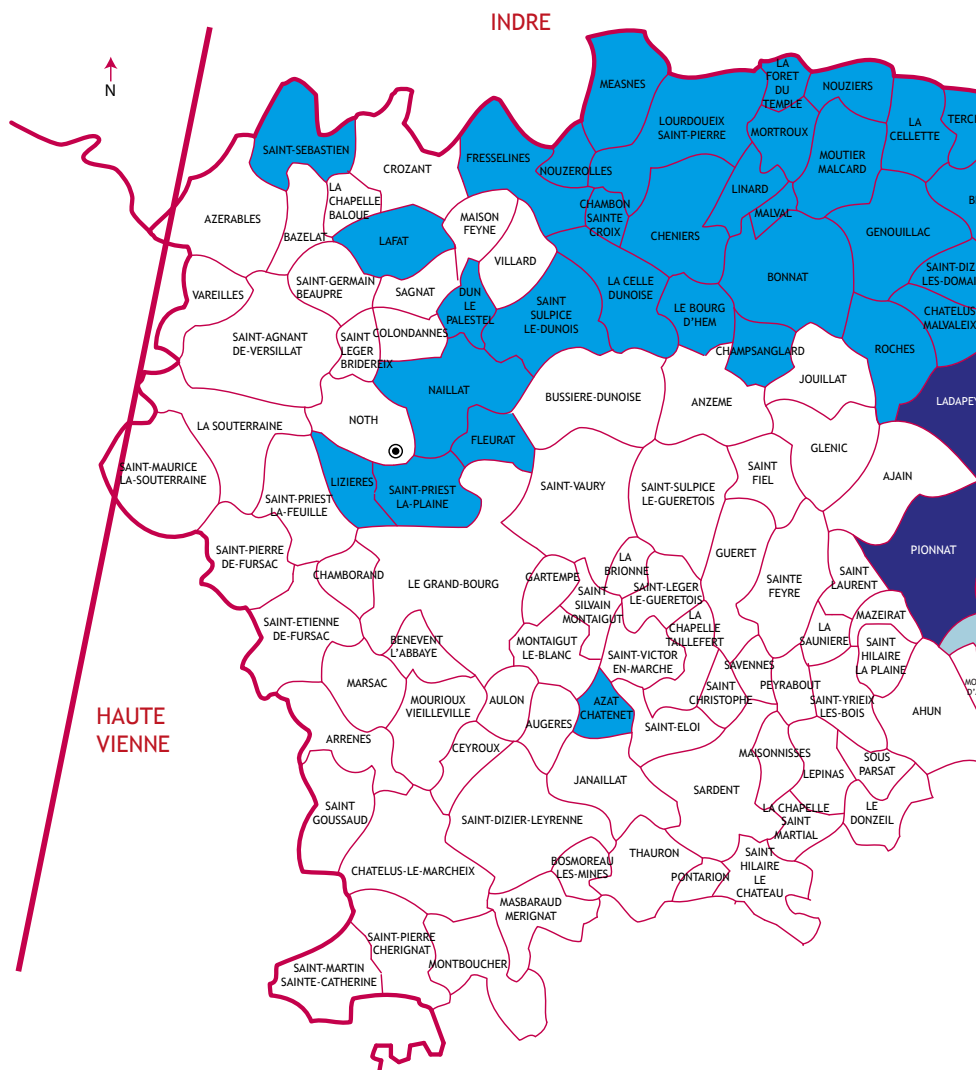 INDRE
N
MEASNES
LA
FORET
DU
TEMPLE
NOUZIERS
LOURDOUEIX
SAINT-PIERRE
LA
CELLETTE
TERC
MORTROUX
SAINT-SEBASTIEN
FRESSELINES
MOUTIER
MALCARD
CROZANT
NOUZEROLLES
LA
CHAPELLE
BALOUE
LINARD
CHAMBON
SAINTE
CROIX
B
AZERABLES
MAISON
FEYNE
MALVAL
BAZELAT
LAFAT
CHENIERS
GENOUILLAC
VILLARD
SAINT-DIZ
LES-DOMA
BONNAT
SAINT-GERMAIN
BEAUPRE
LA CELLE
DUNOISE
VAREILLES
SAGNAT
DUN
LE
PALESTEL
SAINT
SULPICE
LE-DUNOIS
LE BOURG
D'HEM
CHATELUS
MALVALEIX
SAINT-AGNANT
DE-VERSILLAT
SAINT
LEGER
BRIDEREIX
COLONDANNES
CHAMPSANGLARD
ROCHES
JOUILLAT
NAILLAT
BUSSIERE-DUNOISE
ANZEME
LADAPEY
NOTH
LA SOUTERRAINE
FLEURAT
GLENIC
SAINT-MAURICE
LA-SOUTERRAINE
LIZIERES
SAINT-PRIEST
LA-PLAINE
SAINT-VAURY
SAINT-SULPICE
LE-GUERETOIS
SAINT
FIEL
AJAIN
SAINT-PRIEST
LA-FEUILLE
SAINT-PIERRE
DE-FURSAC
GUERET
PIONNAT
CHAMBORAND
LE GRAND-BOURG
GARTEMPE
LA
BRIONNE
SAINT-LEGER
LE-GUERETOIS
SAINTE
FEYRE
SAINT
LAURENT
SAINT
SILVAIN
MONTAIGUT
MAZEIRAT
SAINT-ETIENNE
DE-FURSAC
LA
CHAPELLE
TAILLEFERT
LA
SAUNIERE
BENEVENT
L'ABBAYE
MONTAIGUT
LE-BLANC
SAINT-VICTOR
EN-MARCHE
SAINT
HILAIRE
LA PLAINE
SAVENNES
MARSAC
PEYRABOUT
MO
D'
SAINT
CHRISTOPHE
MOURIOUX
VIEILLEVILLE
AULON
AZAT
CHATENET
SAINT-YRIEIX
LES-BOIS
AHUN
HAUTE
VIENNE
AUGERES
SAINT-ELOI
ARRENES
CEYROUX
MAISONNISSES
SOUS
PARSAT
LEPINAS
JANAILLAT
SARDENT
SAINT
GOUSSAUD
SAINT-DIZIER-LEYRENNE
LA CHAPELLE
SAINT
MARTIAL
LE
DONZEIL
THAURON
BOSMOREAU
LES-MINES
SAINT
HILAIRE
LE
CHATEAU
CHATELUS-LE-MARCHEIX
PONTARION
MASBARAUD
MERIGNAT
SAINT-PIERRE
CHERIGNAT
MONTBOUCHER
SAINT-MARTIN
SAINTE-CATHERINE